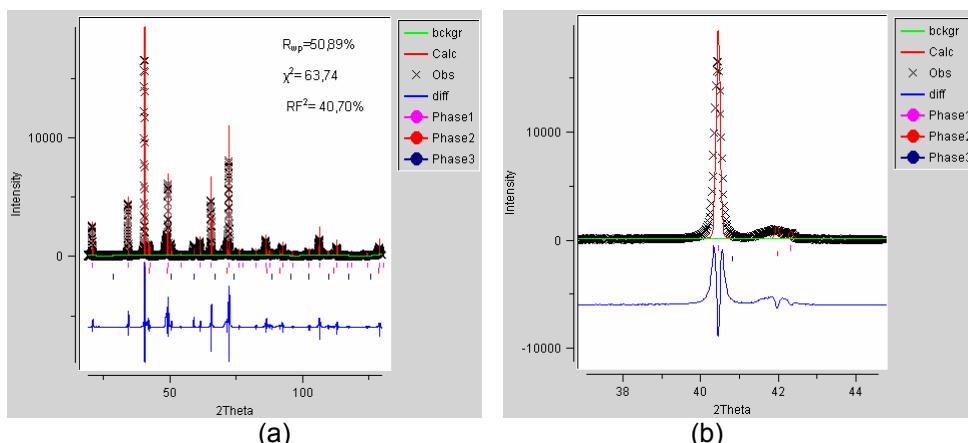 R_wp=50,89%
χ²= 63,74
RF²= 40,70%
10000
0
Intensity
50
100
2Theta
bckgr
Calc
Obs
diff
Phase1
Phase2
Phase3
(a)
10000
0
-10000
Intensity
38
40
42
44
2Theta
bckgr
Calc
Obs
diff
Phase1
Phase2
Phase3
(b)